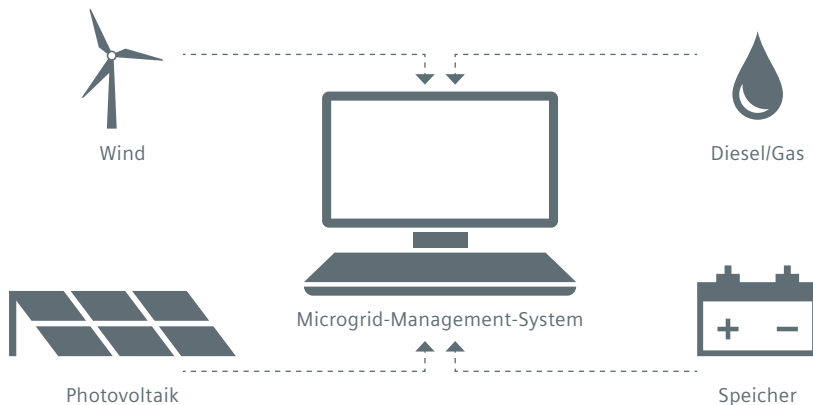 Wind
Diesel/Gas
Microgrid-Management-System
Photovoltaik
Speicher